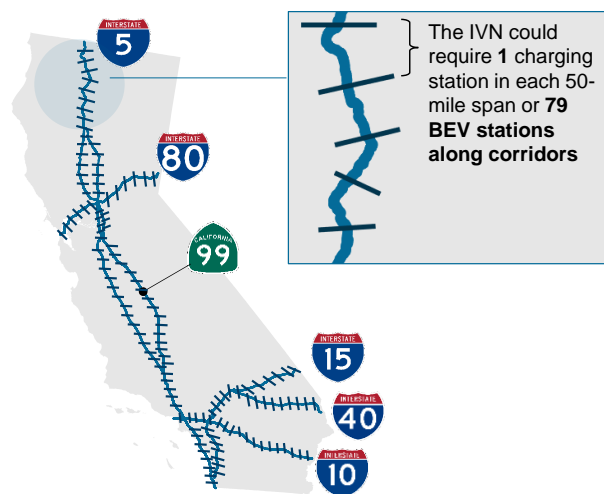 INTERSTATE
5
The IVN could
require 1 charging
station in each 50-
mile span or 79
BEV stations
along corridors
INTERSTATE
80
CALIFORNIA
99
INTERSTATE
15
INTERSTATE
40
INTERSTATE
10